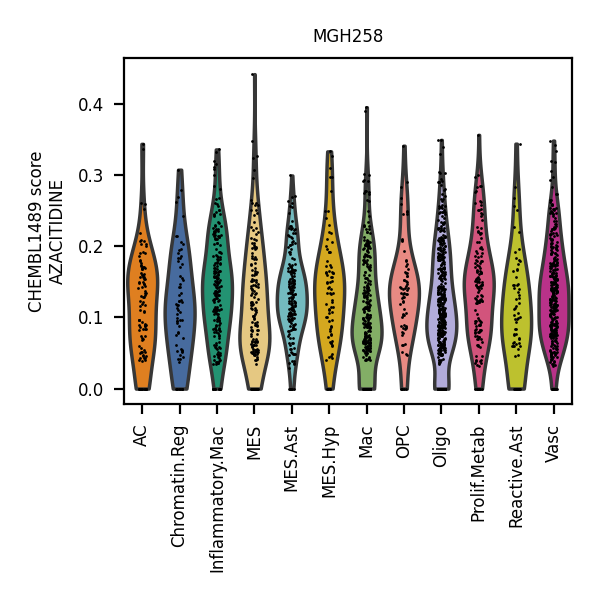 MGH258
CHEMBL1489 score
AZACITIDINE
0.4
0.3
0.2
0.1
0.0
AC
Chromatin.Reg
Inflammatory.Mac
MES
MES.Ast
MES.Hyp
Mac
OPC
Oligo
Prolif.Metab
Reactive.Ast
Vasc